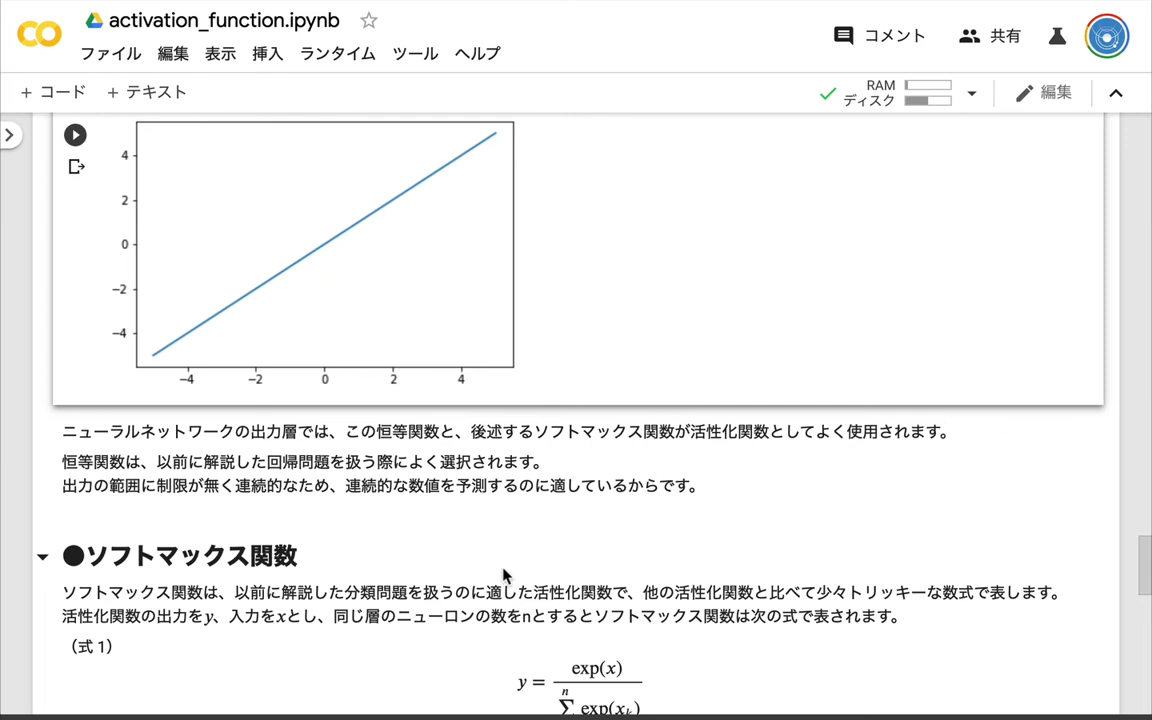 activation_function.ipynb
ファイル 編集 表示 挿入 ランタイム ツール ヘルプ
コメント 共有
+ コード + テキスト
RAM
ディスク
編集
4
2
0
−2
−4
−4 −2 0 2 4
ニューラルネットワークの出力層では、この恒等関数と、後述するソフトマックス関数が活性化関数としてよく使用されます。
恒等関数は、以前に解説した回帰問題を扱う際によく選択されます。
出力の範囲に制限が無く連続的なため、連続的な数値を予測するのに適しているからです。
●ソフトマックス関数
ソフトマックス関数は、以前に解説した分類問題を扱うのに適した活性化関数で、他の活性化関数と比べて少々トリッキーな数式で表します。
活性化関数の出力をy、入力をxとし、同じ層のニューロンの数をnとするとソフトマックス関数は次の式で表されます。
（式 1）
exp(x)
y =
n
∑ exp(xₖ)